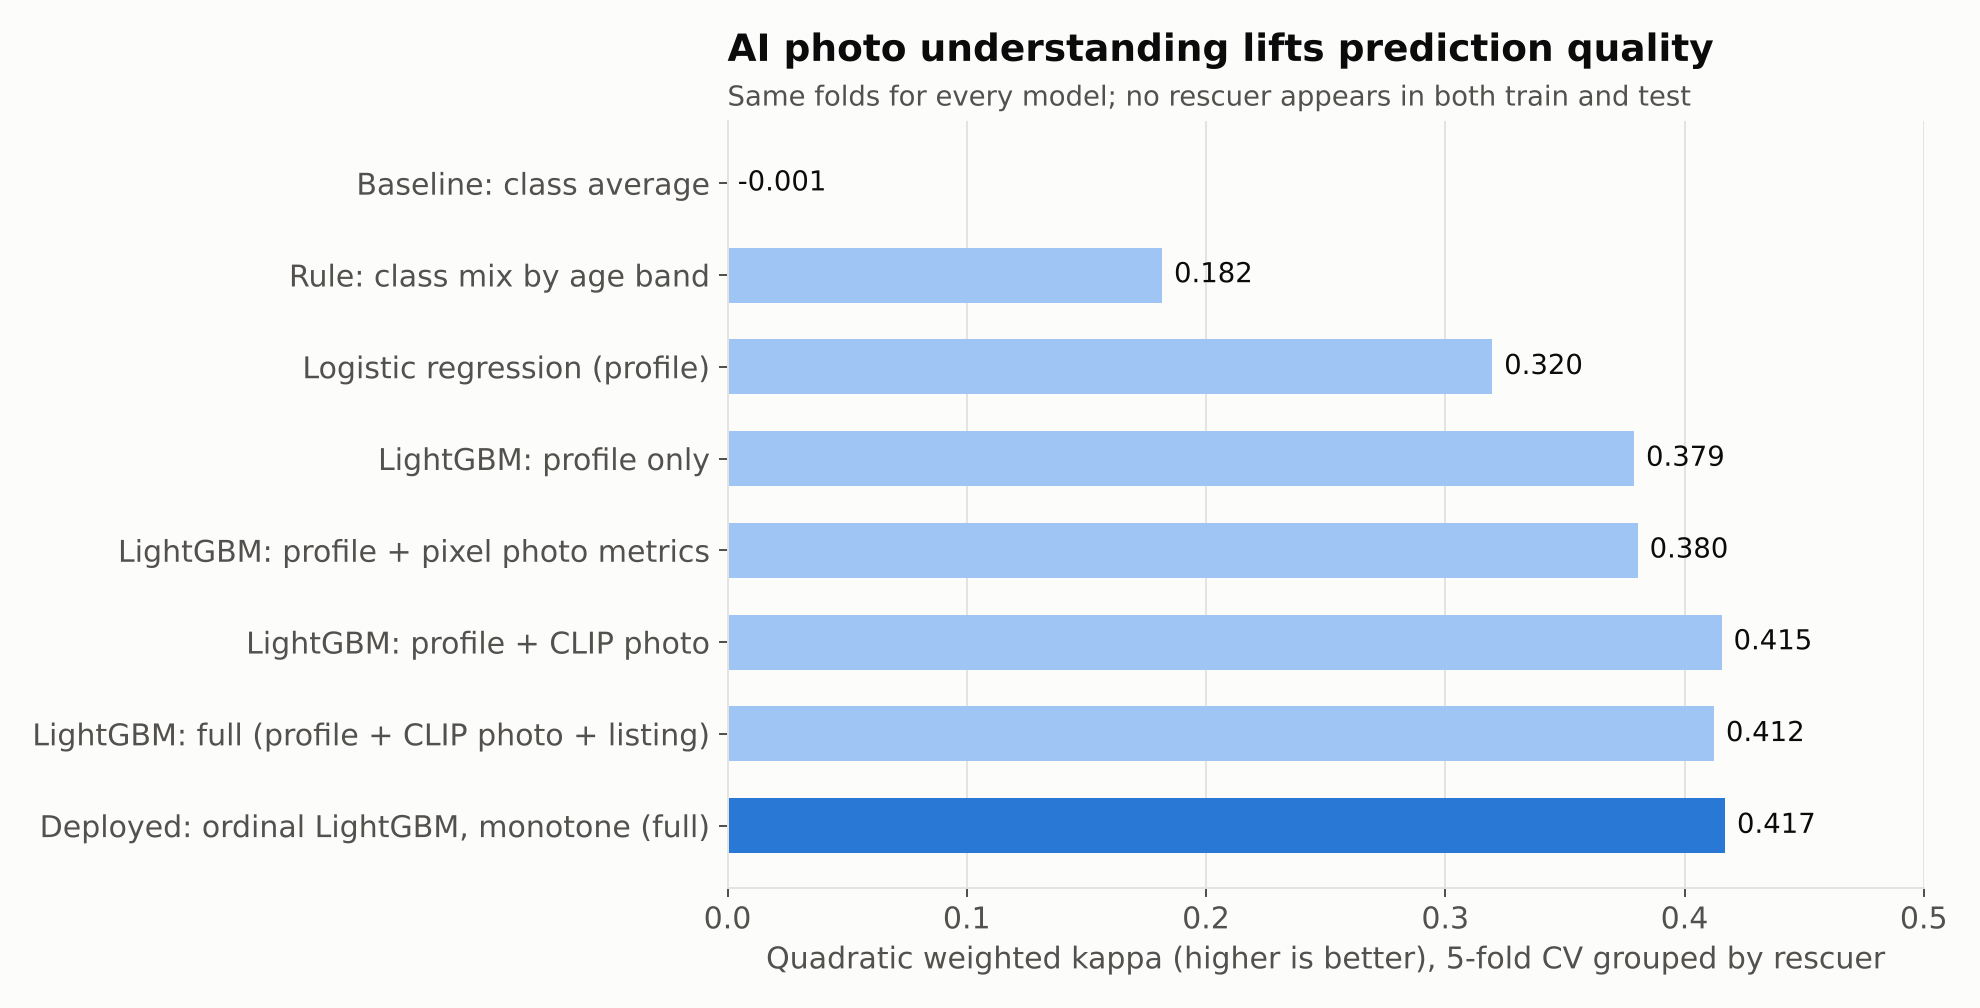 AI photo understanding lifts prediction quality
Same folds for every model; no rescuer appears in both train and test
Baseline: class average -0.001
Rule: class mix by age band 0.182
Logistic regression (profile) 0.320
LightGBM: profile only 0.379
LightGBM: profile + pixel photo metrics 0.380
LightGBM: profile + CLIP photo 0.415
LightGBM: full (profile + CLIP photo + listing) 0.412
Deployed: ordinal LightGBM, monotone (full) 0.417
0.0 0.1 0.2 0.3 0.4 0.5
Quadratic weighted kappa (higher is better), 5-fold CV grouped by rescuer